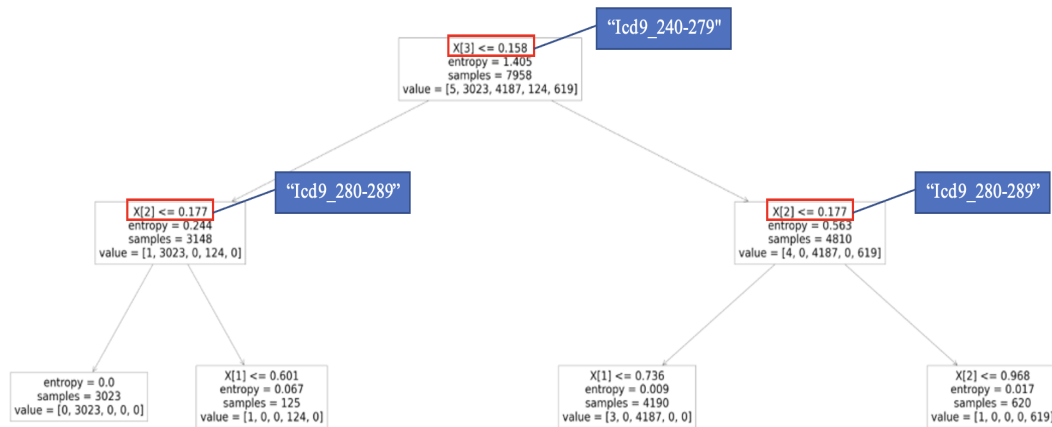 “Icd9_240-279"
X[3] <= 0.158
entropy = 1.405
samples = 7958
value = [5, 3023, 4187, 124, 619]
“Icd9_280-289”
X[2] <= 0.177
entropy = 0.244
samples = 3148
value = [1, 3023, 0, 124, 0]
“Icd9_280-289”
X[2] <= 0.177
entropy = 0.563
samples = 4810
value = [4, 0, 4187, 0, 619]
entropy = 0.0
samples = 3023
value = [0, 3023, 0, 0, 0]
X[1] <= 0.601
entropy = 0.067
samples = 125
value = [1, 0, 0, 124, 0]
X[1] <= 0.736
entropy = 0.009
samples = 4190
value = [3, 0, 4187, 0, 0]
X[2] <= 0.968
entropy = 0.017
samples = 620
value = [1, 0, 0, 0, 619]